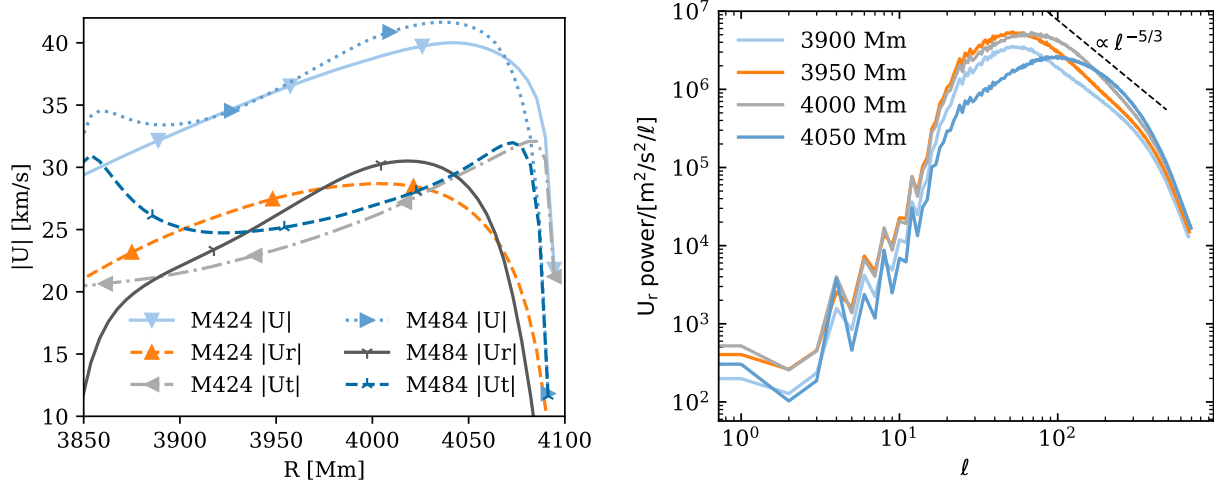 |U| [km/s]
40
35
30
25
20
15
10
M424 |U|
M424 |Ur|
M424 |Ut|
M484 |U|
M484 |Ur|
M484 |Ut|
3850 3900 3950 4000 4050 4100
R [Mm]
U_r power/[m²/s²/ℓ]
10⁷
10⁶
10⁵
10⁴
10³
10²
3900 Mm
3950 Mm
4000 Mm
4050 Mm
∝ ℓ^{−5/3}
10⁰ 10¹ 10²
ℓ